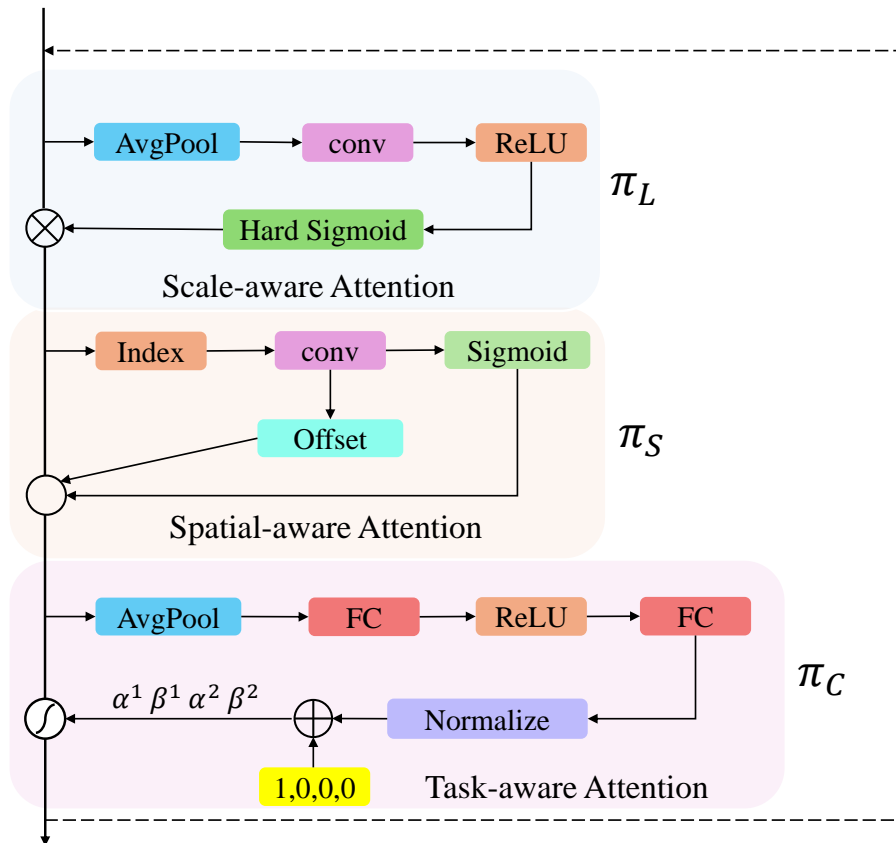 AvgPool conv ReLU
π_L
Hard Sigmoid
Scale-aware Attention
Index conv Sigmoid
Offset
π_S
Spatial-aware Attention
AvgPool FC ReLU FC
π_C
α¹ β¹ α² β²
Normalize
1,0,0,0
Task-aware Attention